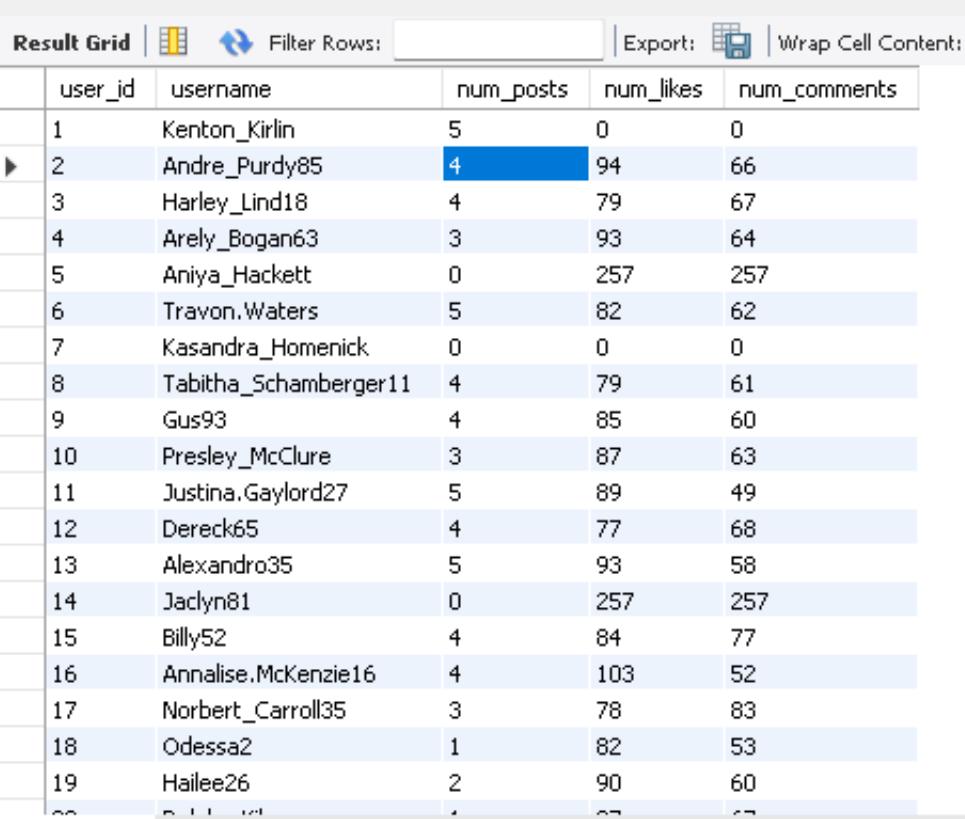 Result Grid Filter Rows: Export: Wrap Cell Content:
user_id username num_posts num_likes num_comments
1 Kenton_Kirlin 5 0 0
2 Andre_Purdy85 4 94 66
3 Harley_Lind18 4 79 67
4 Arely_Bogan63 3 93 64
5 Aniya_Hackett 0 257 257
6 Travon.Waters 5 82 62
7 Kasandra_Homenick 0 0 0
8 Tabitha_Schamberger11 4 79 61
9 Gus93 4 85 60
10 Presley_McClure 3 87 63
11 Justina.Gaylord27 5 89 49
12 Dereck65 4 77 68
13 Alexandro35 5 93 58
14 Jaclyn81 0 257 257
15 Billy52 4 84 77
16 Annalise.McKenzie16 4 103 52
17 Norbert_Carroll35 3 78 83
18 Odessa2 1 82 53
19 Hailee26 2 90 60